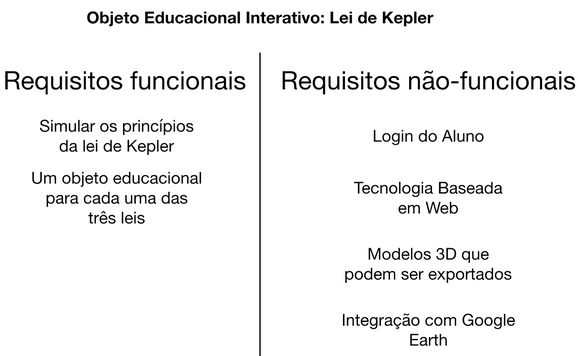 Objeto Educacional Interativo: Lei de Kepler
Requisitos funcionais
Simular os princípios
da lei de Kepler
Um objeto educacional
para cada uma das
três leis
Requisitos não-funcionais
Login do Aluno
Tecnologia Baseada
em Web
Modelos 3D que
podem ser exportados
Integração com Google
Earth